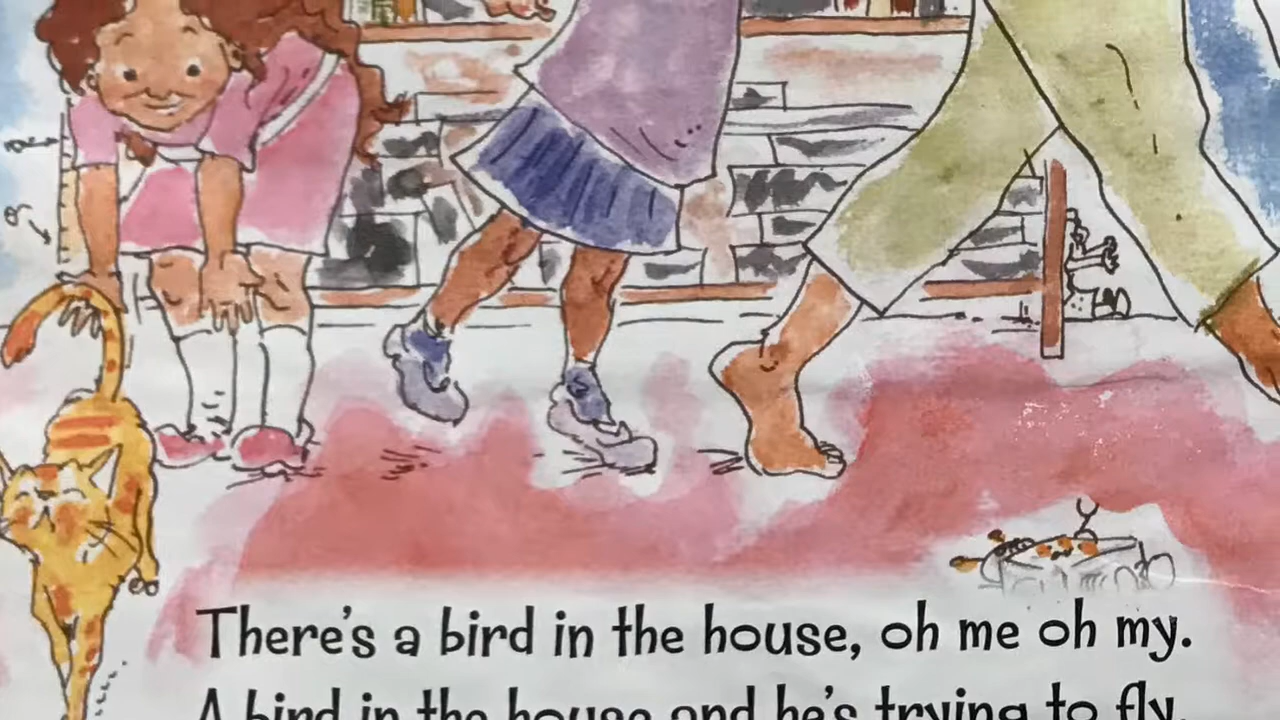 There's a bird in the house, oh me oh my.
A bird in the house and he's trying to fly.